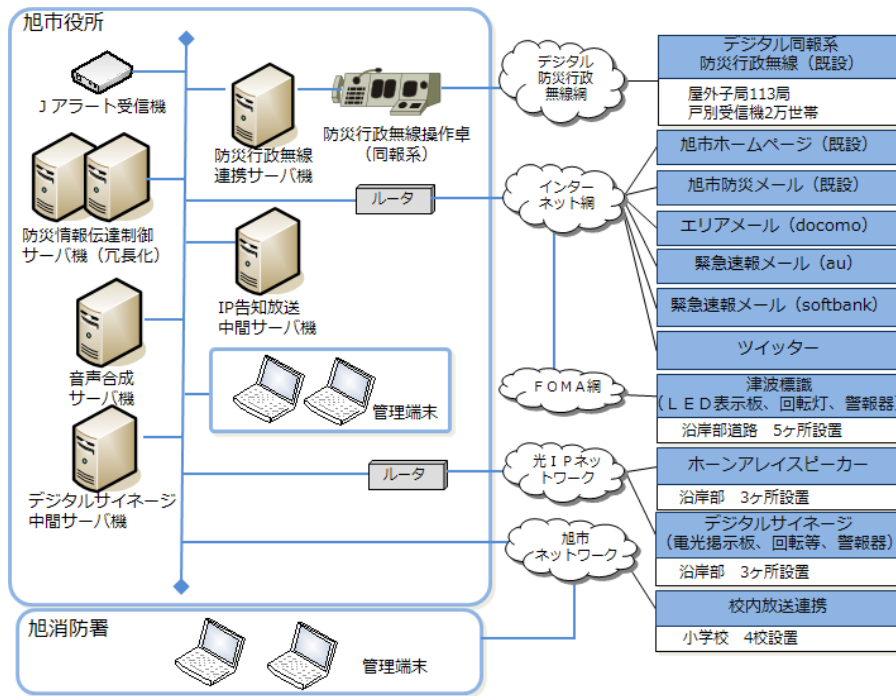 旭市役所
Jアラート受信機
防災行政無線
連携サーバ機
防災行政無線操作卓
(同報系)
防災情報伝達制御
サーバ機(冗長化)
ルータ
IP告知放送
中間サーバ機
音声合成
サーバ機
管理端末
デジタルサイネージ
中間サーバ機
ルータ
旭消防署
管理端末
デジタル
防災行政
無線網
インター
ネット網
FOMA網
光IPネッ
トワーク
旭市
ネットワーク
デジタル同報系
防災行政無線(既設)
屋外子局113局
戸別受信機2万世帯
旭市ホームページ(既設)
旭市防災メール(既設)
エリアメール(docomo)
緊急速報メール(au)
緊急速報メール(softbank)
ツイッター
津波標識
(LED表示板、回転灯、警報器)
沿岸部道路 5ヶ所設置
ホーンアレイスピーカー
沿岸部 3ヶ所設置
デジタルサイネージ
(電光掲示板、回転等、警報器)
沿岸部 3ヶ所設置
校内放送連携
小学校 4校設置